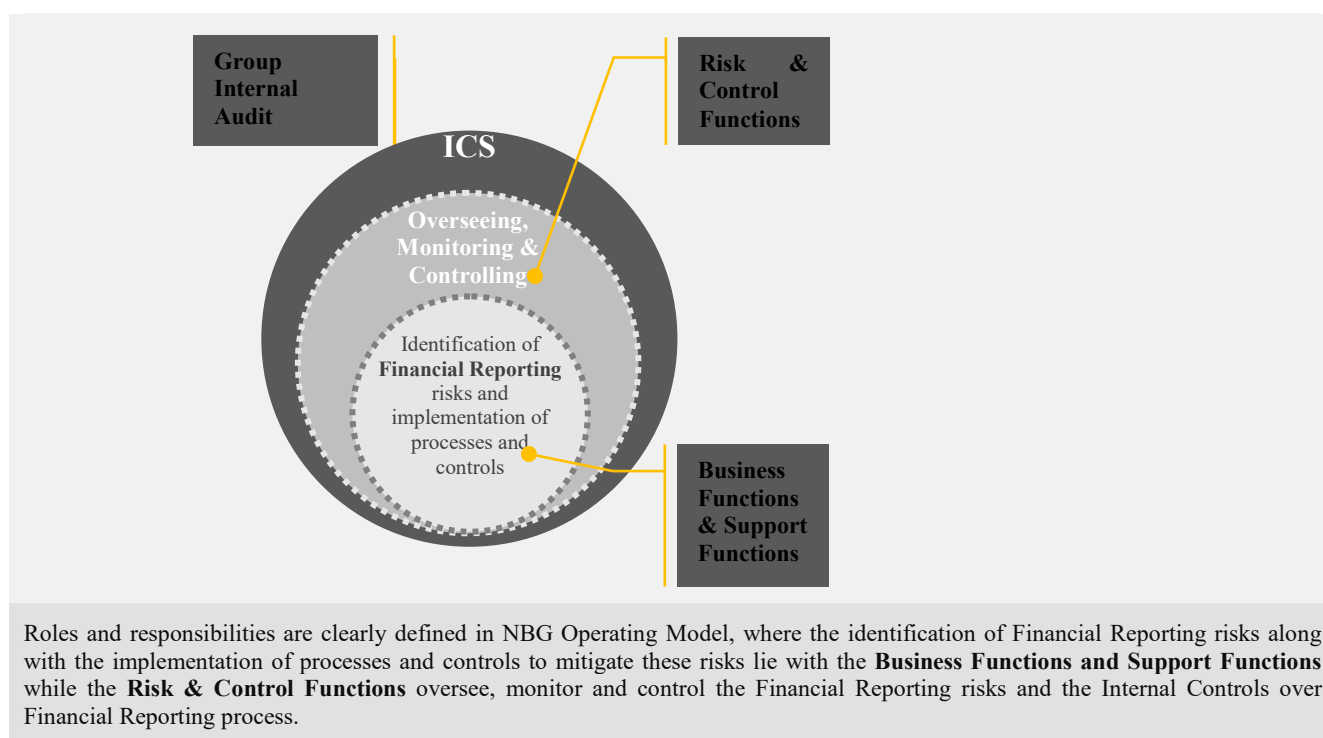 Group
Internal
Audit
Risk &
Control
Functions
ICS
Overseeing,
Monitoring &
Controlling
Identification of
Financial Reporting
risks and
implementation of
processes and
controls
Business
Functions
& Support
Functions
Roles and responsibilities are clearly defined in NBG Operating Model, where the identification of Financial Reporting risks along
with the implementation of processes and controls to mitigate these risks lie with the Business Functions and Support Functions
while the Risk & Control Functions oversee, monitor and control the Financial Reporting risks and the Internal Controls over
Financial Reporting process.